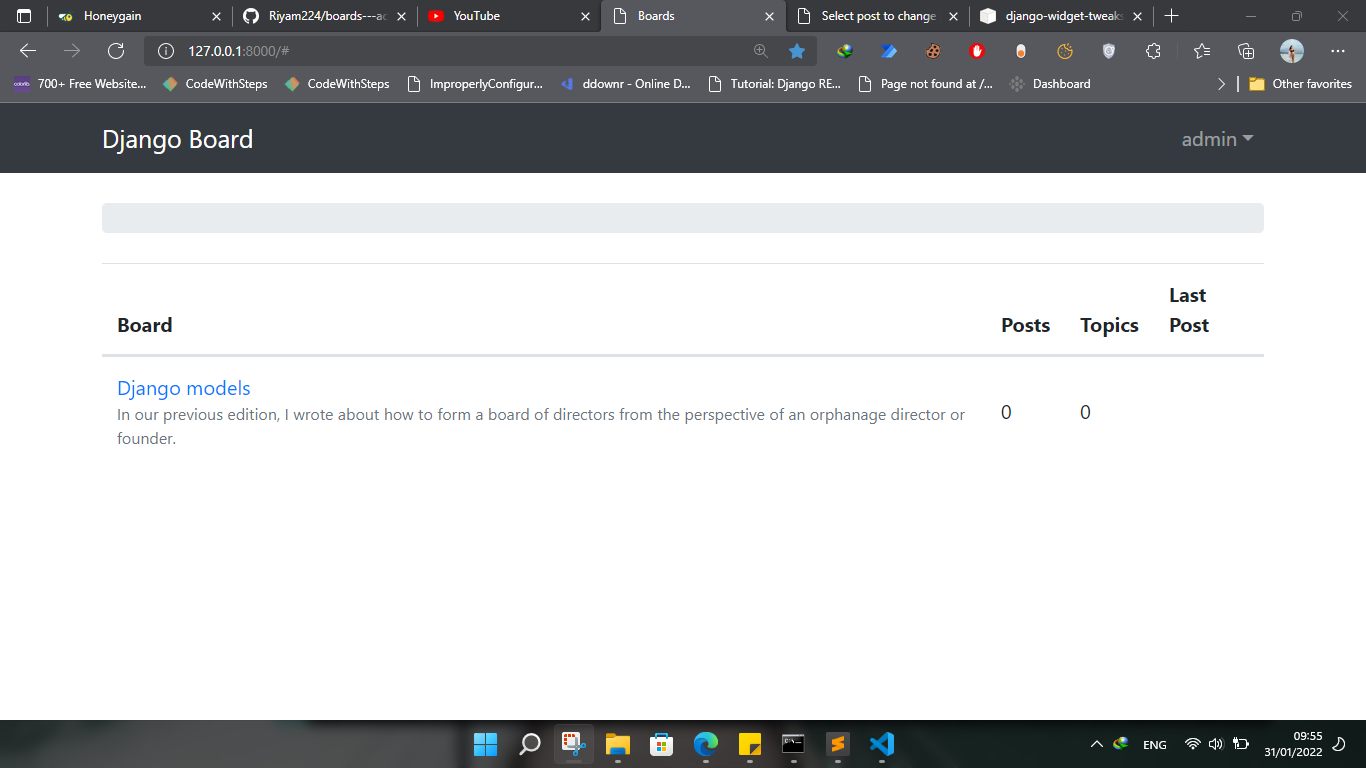 Honeygain
Riyam224/boards---ac
YouTube
Boards
Select post to change
django-widget-tweaks
127.0.0.1:8000/#
700+ Free Website...
CodeWithSteps
CodeWithSteps
ImproperlyConfigur...
ddownr - Online D...
Tutorial: Django RE...
Page not found at /...
Dashboard
Other favorites
Django Board
admin
Board
Posts
Topics
Last
Post
Django models
In our previous edition, I wrote about how to form a board of directors from the perspective of an orphanage director or
founder.
0
0
ENG
09:55
31/01/2022